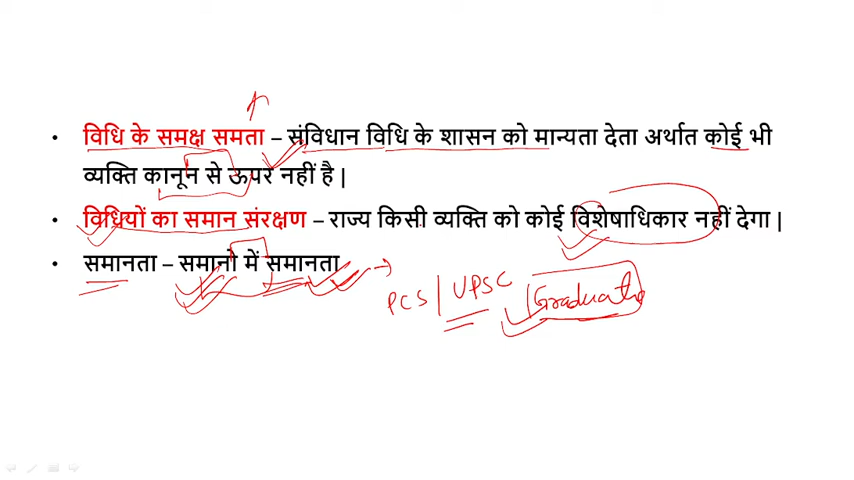 • विधि के समक्ष समता – संविधान विधि के शासन को मान्यता देता अर्थात कोई भी
व्यक्ति कानून से ऊपर नहीं है |
• विधियों का समान संरक्षण – राज्य किसी व्यक्ति को कोई विशेषाधिकार नहीं देगा |
• समानता – समानो में समानता
PCS | UPSC Graduate